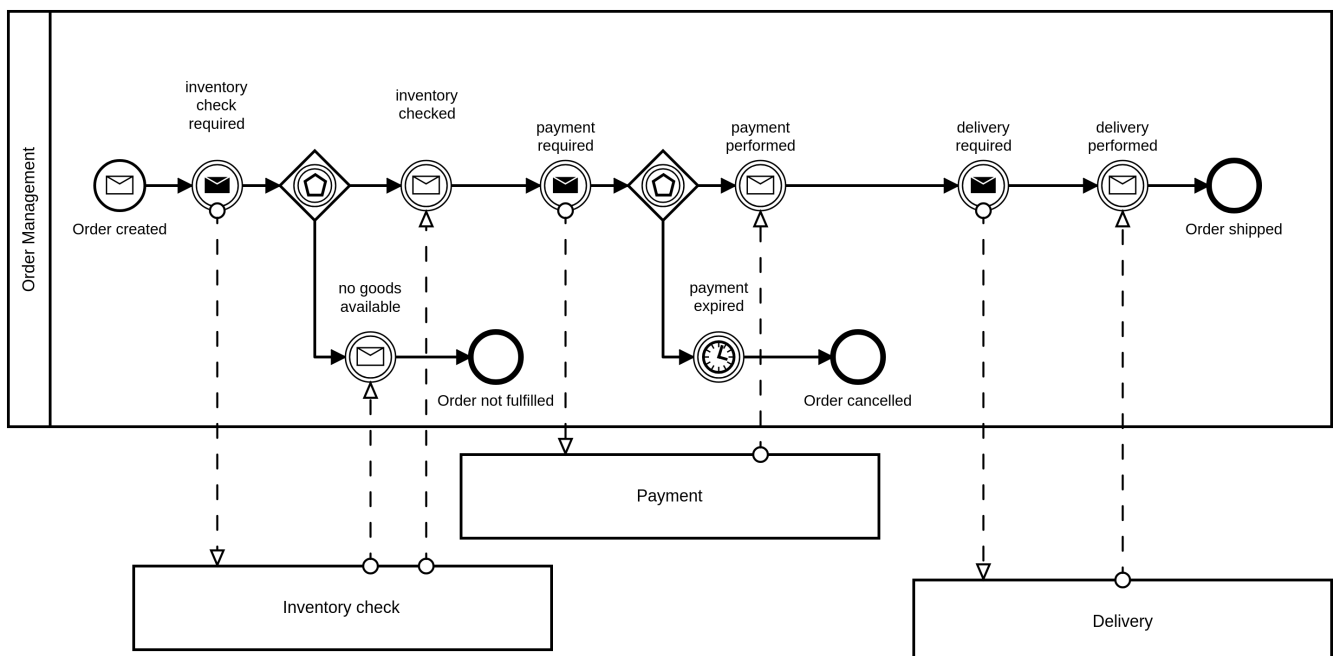 Order Management
inventory
check
required
inventory
checked
payment
required
payment
performed
delivery
required
delivery
performed
Order created
Order shipped
no goods
available
payment
expired
Order not fulfilled
Order cancelled
Payment
Inventory check
Delivery